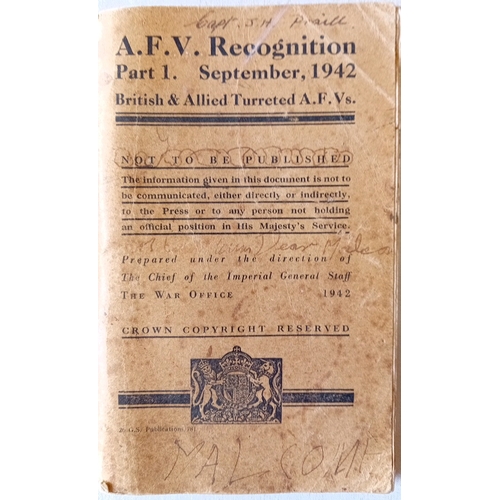 Capt. S.H.
A.F.V. Recognition
Part 1. September, 1942
British & Allied Turreted A.F.Vs.
NOT TO BE PUBLISHED
The information given in this document is not to
be communicated, either directly or indirectly,
to the Press or to any person not holding
an official position in His Majesty's Service.
Prepared under the direction of
The Chief of the Imperial General Staff
THE WAR OFFICE 1942
CROWN COPYRIGHT RESERVED
Publications
MALCOLM